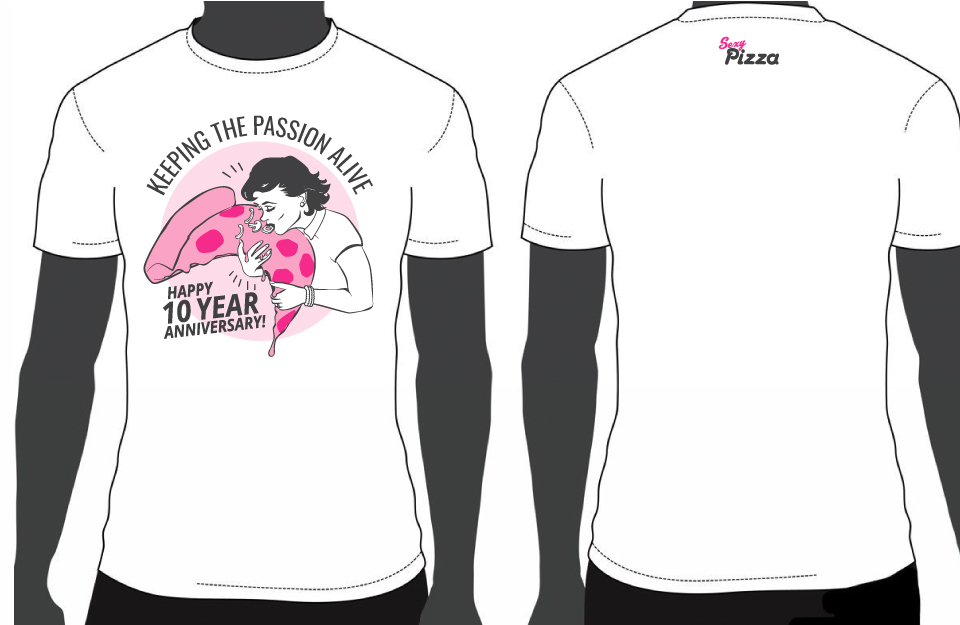 KEEPING THE PASSION ALIVE
HAPPY
10 YEAR
ANNIVERSARY!
Sexy
Pizza